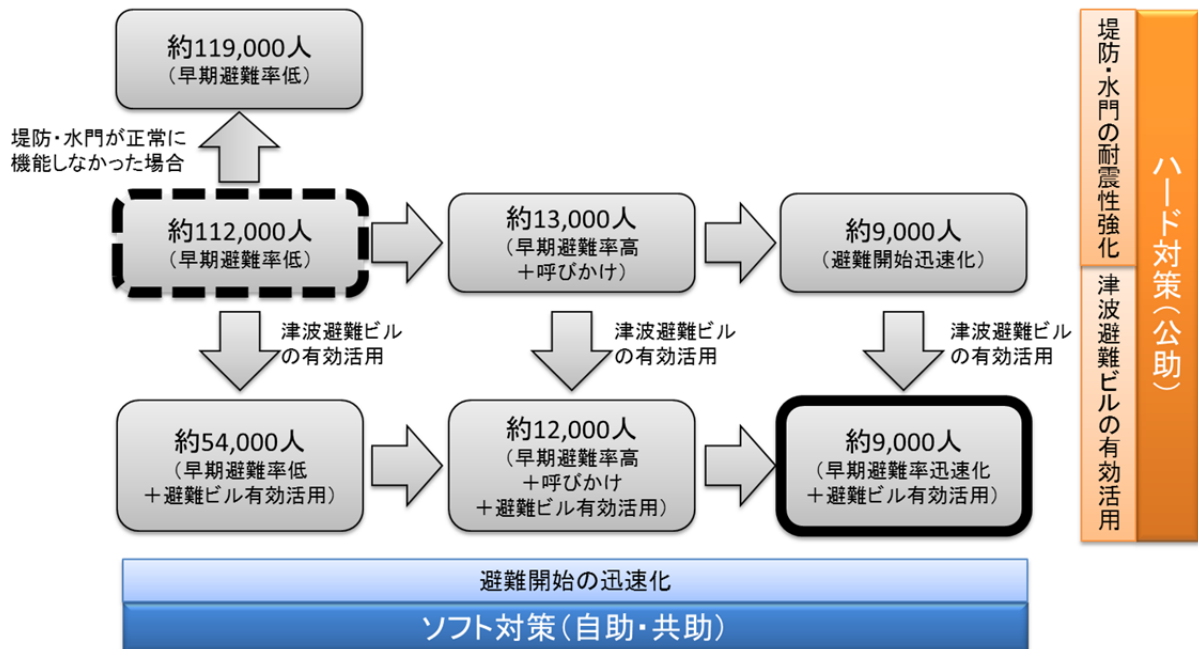 約119,000人
（早期避難率低）
堤防・水門が正常に
機能しなかった場合
約112,000人
（早期避難率低）
約13,000人
（早期避難率高
＋呼びかけ）
約9,000人
（避難開始迅速化）
津波避難ビル
の有効活用
津波避難ビル
の有効活用
津波避難ビル
の有効活用
約54,000人
（早期避難率低
＋避難ビル有効活用）
約12,000人
（早期避難率高
＋呼びかけ
＋避難ビル有効活用）
約9,000人
（早期避難率迅速化
＋避難ビル有効活用）
避難開始の迅速化
ソフト対策（自助・共助）
堤防・水門の耐震性強化
津波避難ビルの有効活用
ハード対策（公助）